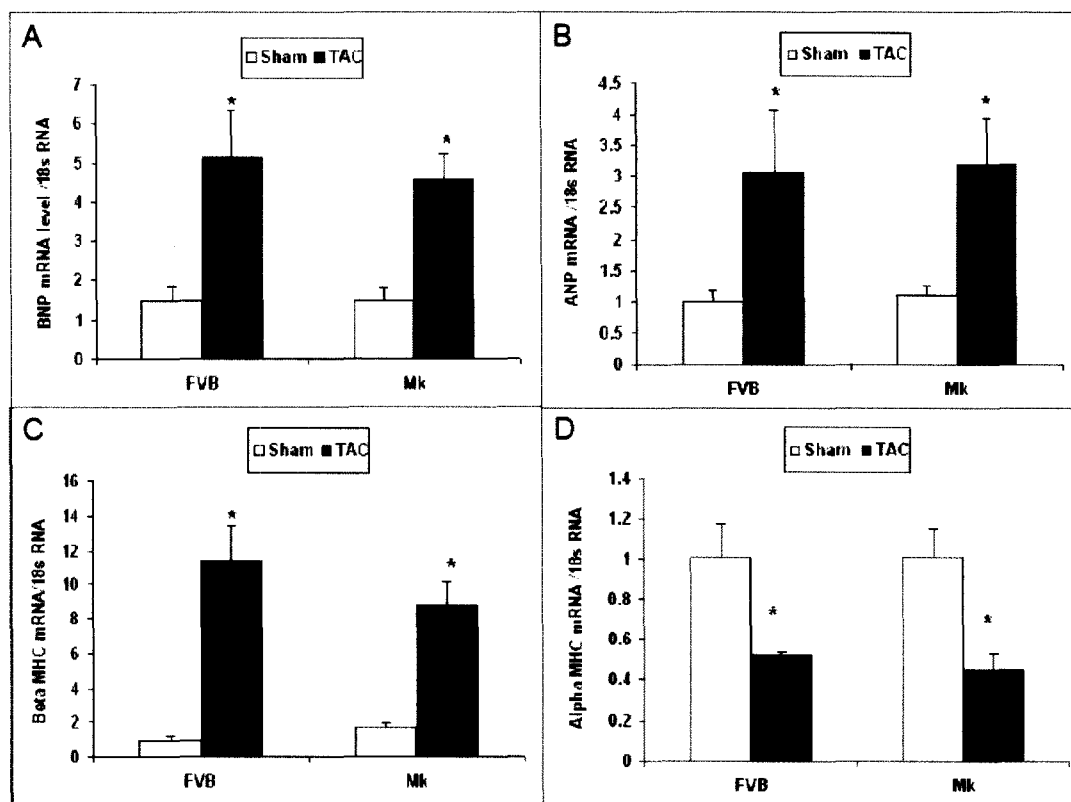 A
Sham TAC
BNP mRNA level /18s RNA
7
6
5
4
3
2
1
0
*
*
FVB Mk
B
Sham TAC
ANP mRNA /18s RNA
4.5
4
3.5
3
2.5
2
1.5
1
0.5
0
*
*
FVB Mk
C
Sham TAC
Beta MHC mRNA/18s RNA
16
14
12
10
8
6
4
2
0
*
*
FVB Mk
D
Sham TAC
Alpha MHC mRNA /18s RNA
1.4
1.2
1
0.8
0.6
0.4
0.2
0
*
*
FVB Mk